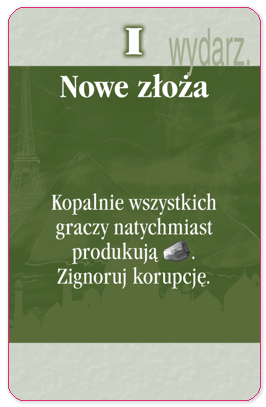 I
wydarz.
Nowe złoża
Kopalnie wszystkich
graczy natychmiast
produkują .
Zignoruj korupcję.